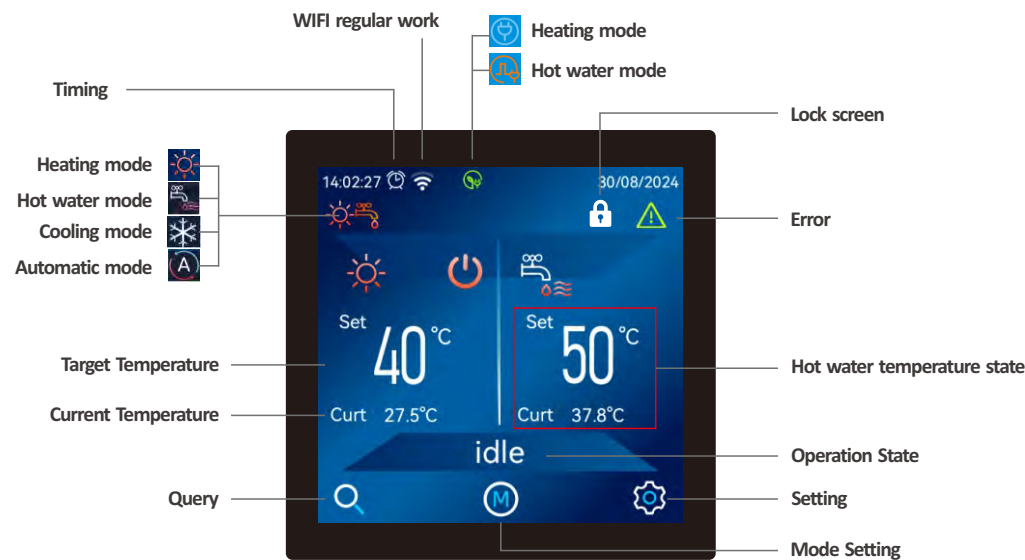 WIFI regular work
Heating mode
Hot water mode
Timing
Lock screen
Heating mode
Hot water mode
Cooling mode
A
Automatic mode
14:02:27
30/08/2024
Error
Set
40°C
Set
50°C
Target Temperature
Hot water temperature state
Current Temperature
Curt 27.5°C
Curt 37.8°C
idle
Operation State
Query
M
Setting
Mode Setting